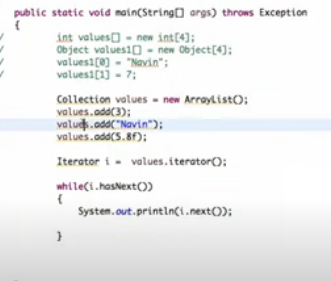 public static void main(String[] args) throws Exception
{
/ int values[] = new int[4];
/ Object values1[] = new Object[4];
/ values1[0] = "Navin";
/ values1[1] = 7;
Collection values = new ArrayList();
values.add(3);
values.add("Navin");
values.add(5.8f);
Iterator i = values.iterator();
while(i.hasNext())
{
System.out.println(i.next());
}